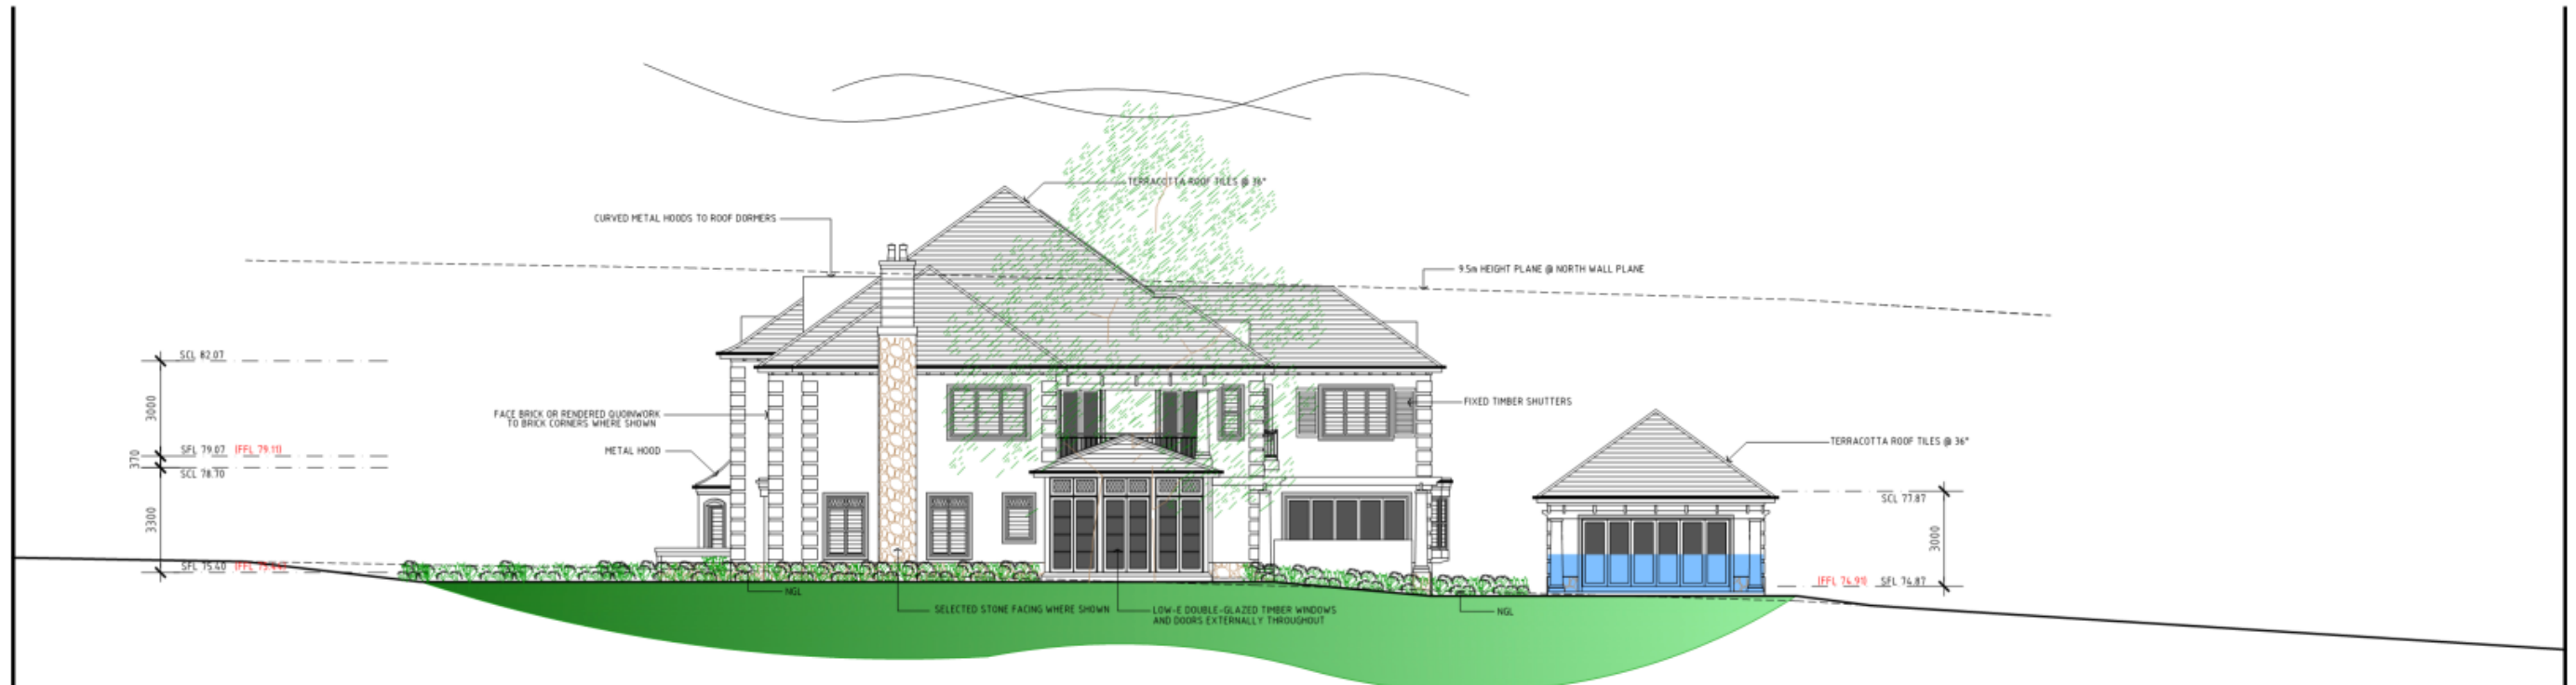 TERRACOTTA ROOF TILES @ 36°
CURVED METAL HOODS TO ROOF DORMERS
9.5m HEIGHT PLANE @ NORTH WALL PLANE
SCL 82.07
3000
FACE BRICK OR RENDERED QUOINWORK
TO BRICK CORNERS WHERE SHOWN
FIXED TIMBER SHUTTERS
METAL HOOD
TERRACOTTA ROOF TILES @ 36°
SFL 79.07 (FFL 79.11)
370
SCL 78.70
3300
SCL 77.87
3000
SFL 75.40
(FFL 74.91) SFL 74.87
NGL
SELECTED STONE FACING WHERE SHOWN
LOW-E DOUBLE-GLAZED TIMBER WINDOWS
AND DOORS EXTERNALLY THROUGHOUT
NGL